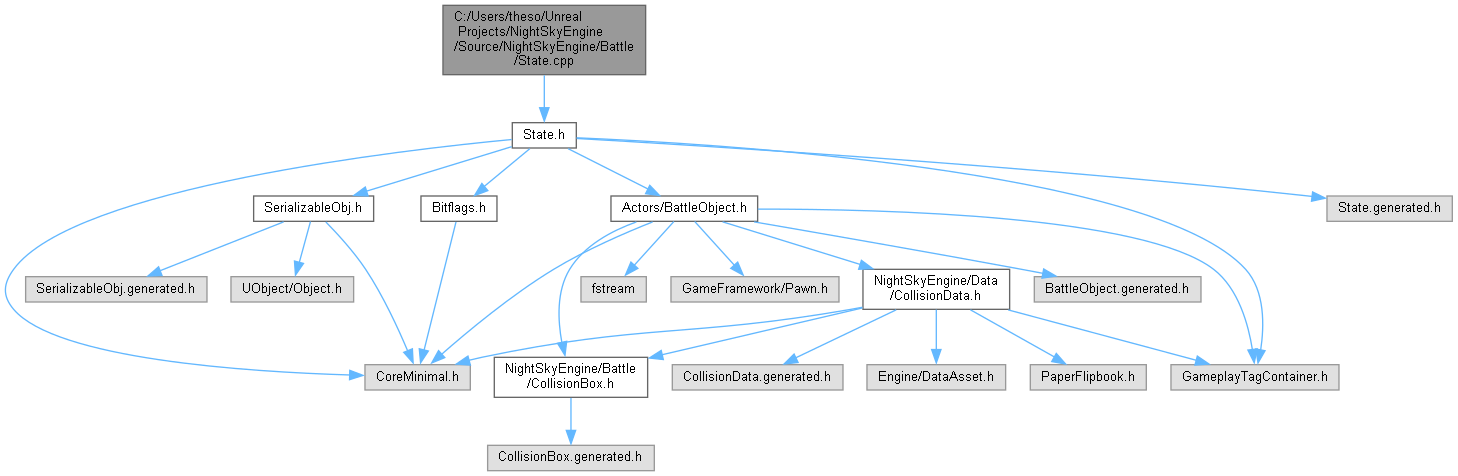 C:/Users/theso/Unreal
Projects/NightSkyEngine
/Source/NightSkyEngine/Battle
/State.cpp
State.h
SerializableObj.h
Bitflags.h
Actors/BattleObject.h
State.generated.h
SerializableObj.generated.h
UObject/Object.h
fstream
GameFramework/Pawn.h
NightSkyEngine/Data
/CollisionData.h
BattleObject.generated.h
CoreMinimal.h
NightSkyEngine/Battle
/CollisionBox.h
CollisionData.generated.h
Engine/DataAsset.h
PaperFlipbook.h
GameplayTagContainer.h
CollisionBox.generated.h